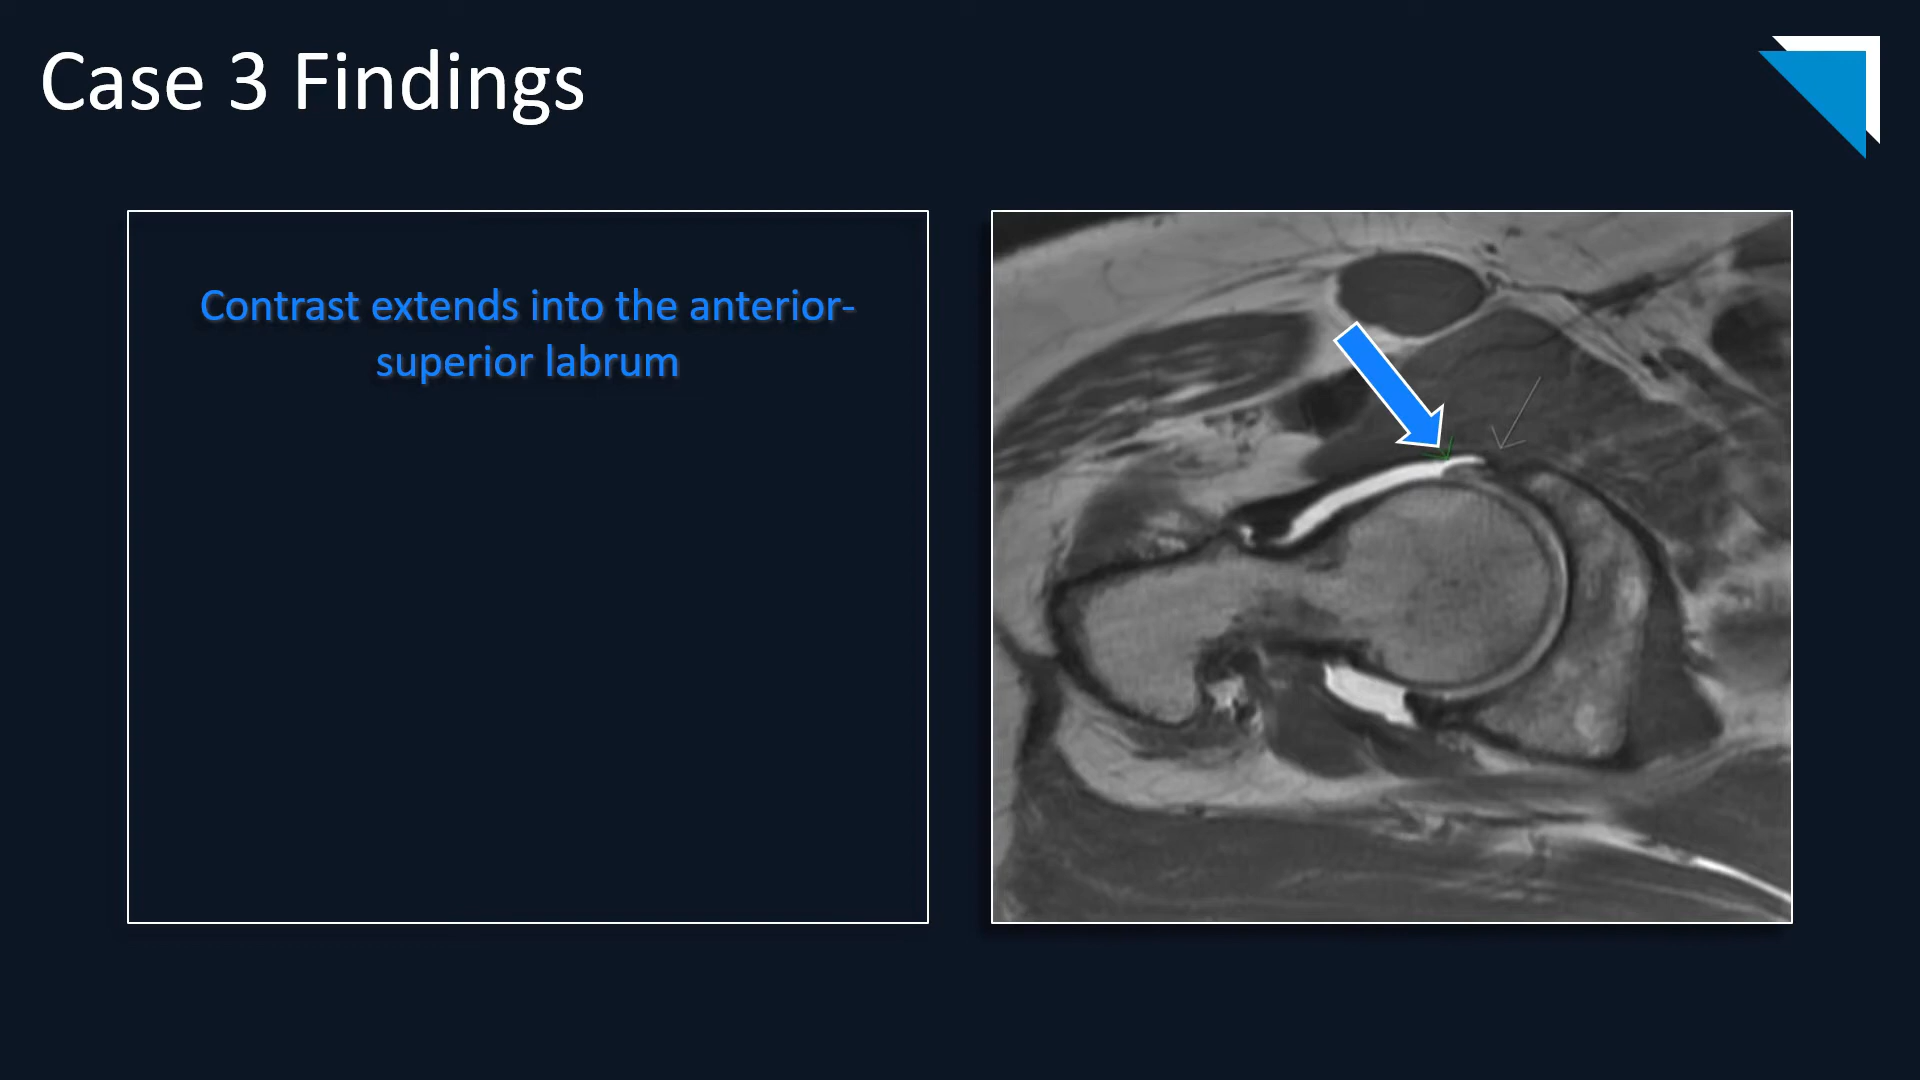 Case 3 Findings
Contrast extends into the anterior-
superior labrum